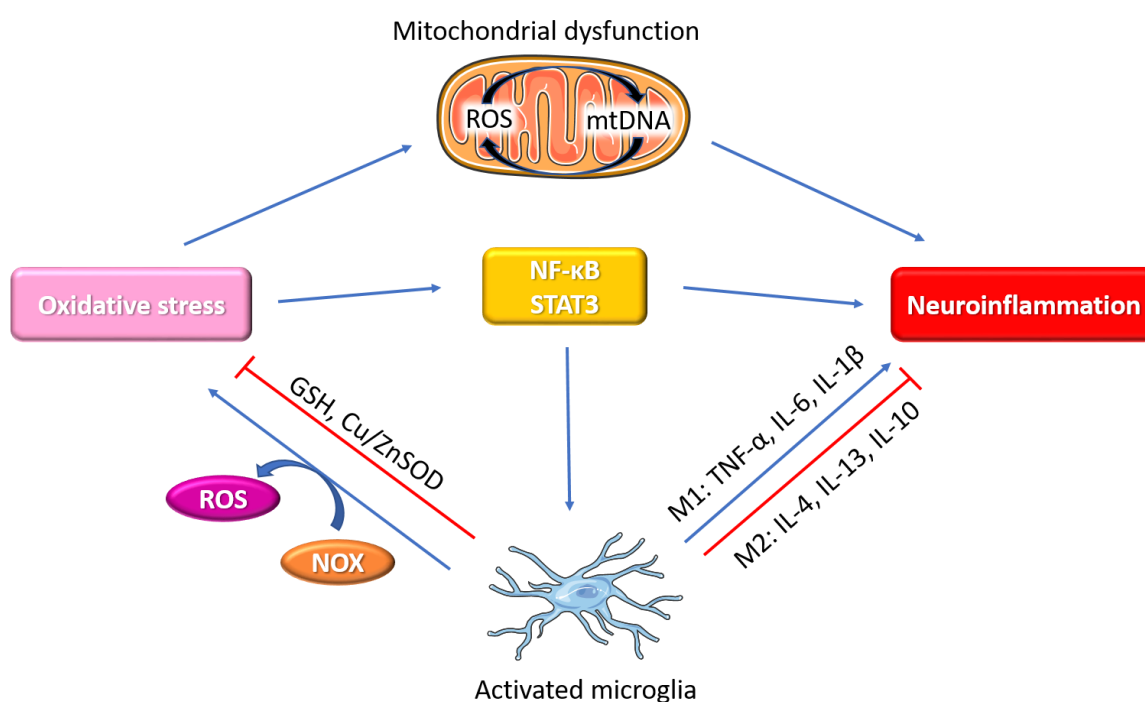 Mitochondrial dysfunction
ROS
mtDNA
Oxidative stress
NF-κB
STAT3
Neuroinflammation
GSH, Cu/ZnSOD
M1: TNF-α, IL-6, IL-1β
M2: IL-4, IL-13, IL-10
ROS
NOX
Activated microglia